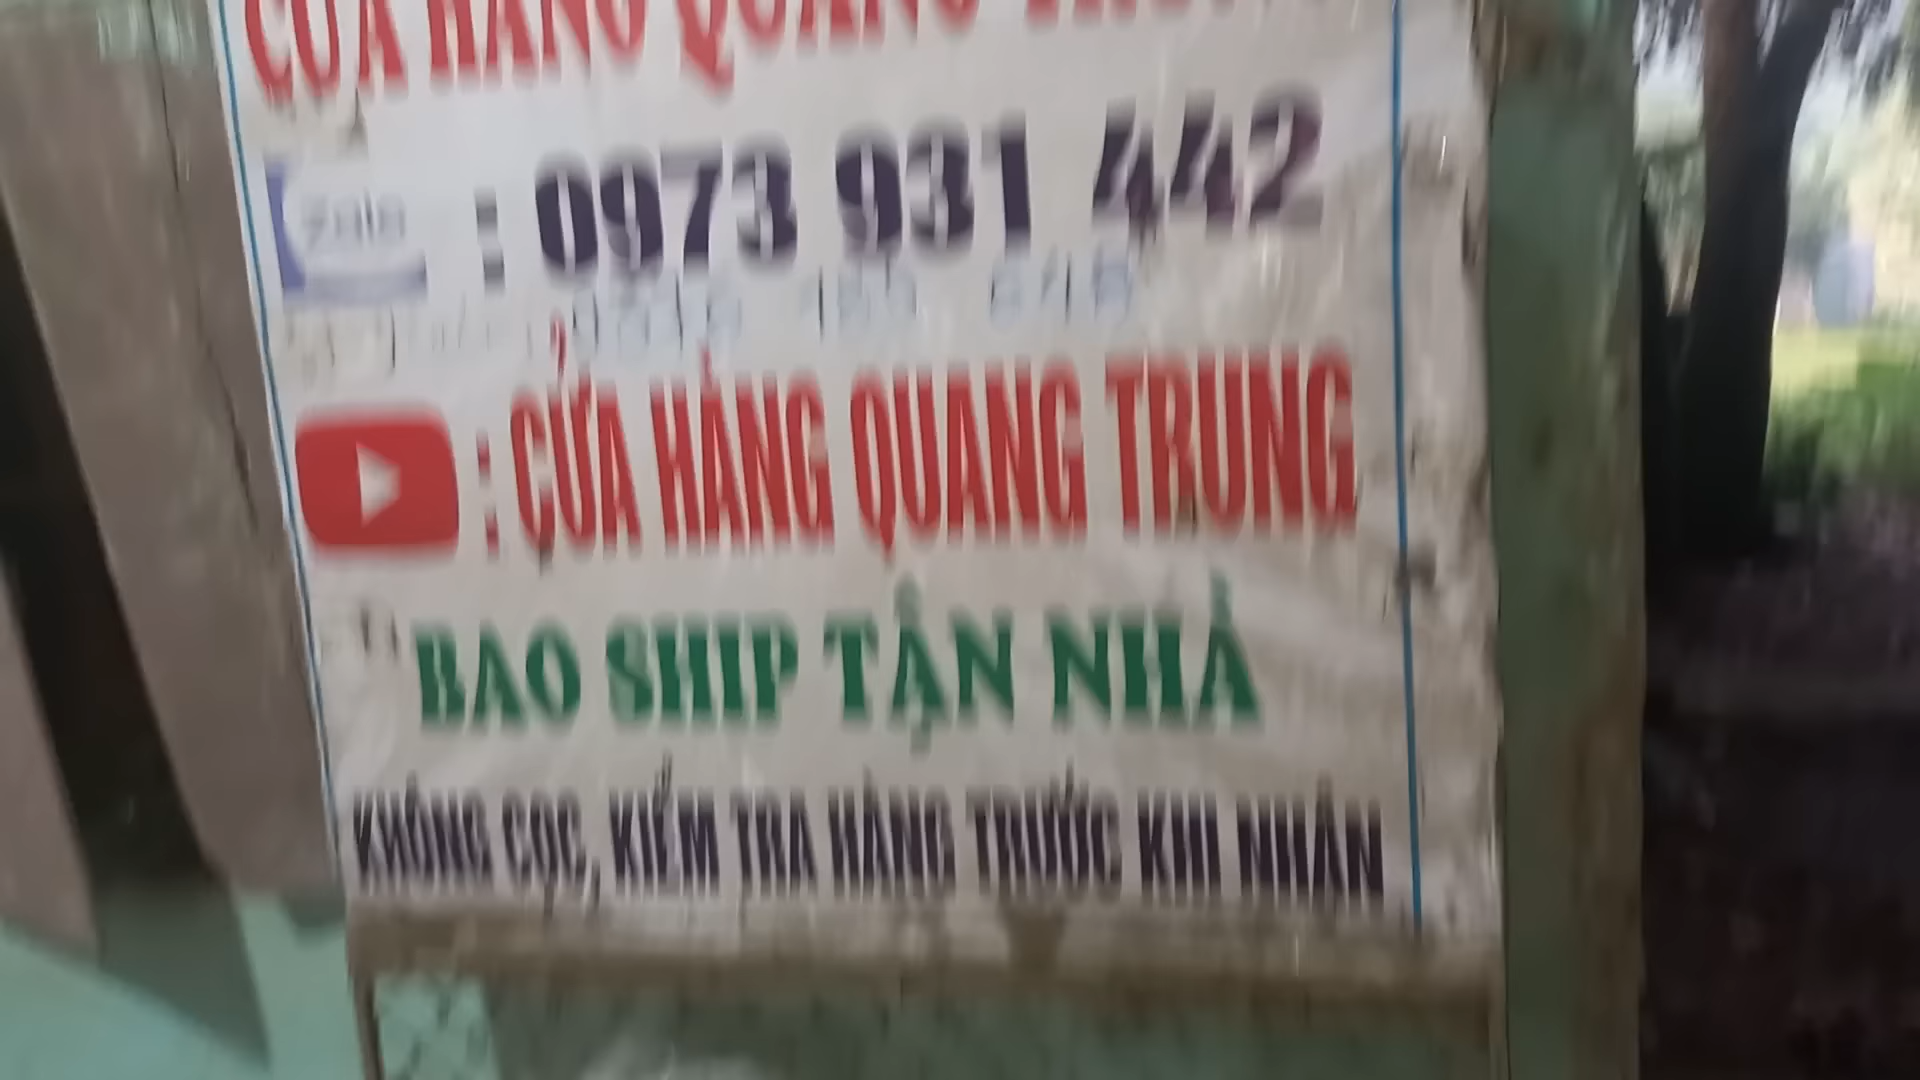 CỬA HÀNG QUANG TRUNG
Zalo : 0973 931 442
: CỬA HÀNG QUANG TRUNG
BAO SHIP TẬN NHÀ
KHÔNG CỌC, KIỂM TRA HÀNG TRƯỚC KHI NHẬN